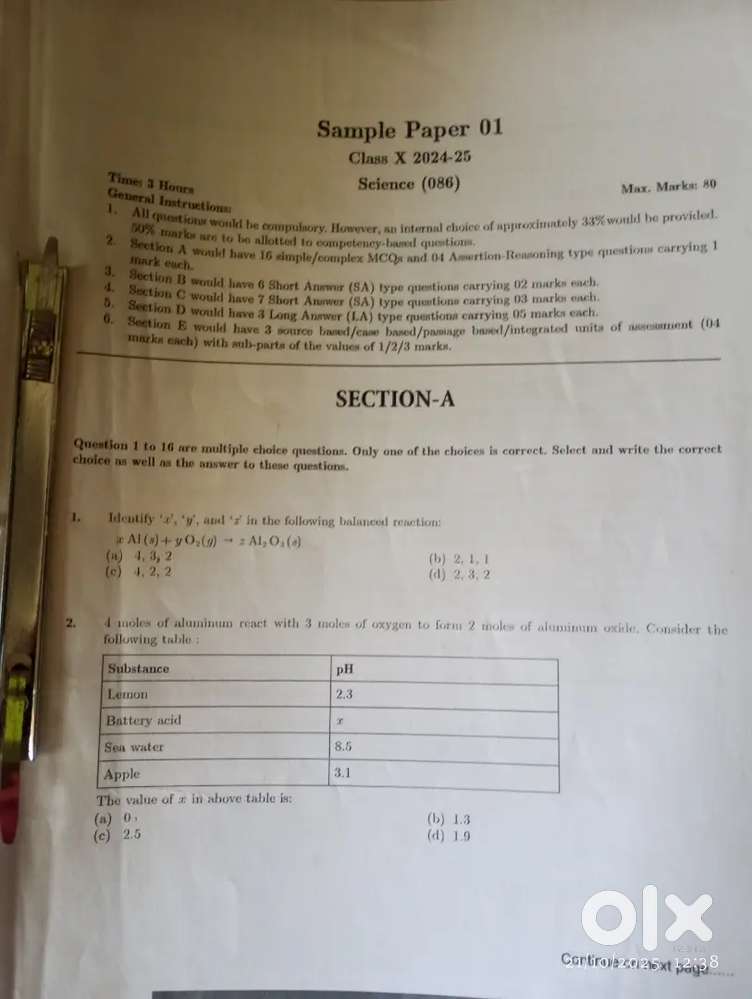 Sample Paper 01
Class X 2024-25
Science (086)
Time: 3 Hours
Max. Marks: 80
General Instructions:
1. All questions would be compulsory. However, an internal choice of approximately 33% would be provided.
50% marks are to be allotted to competency-based questions.
2. Section A would have 16 simple/complex MCQs and 04 Assertion-Reasoning type questions carrying 1
mark each.
3. Section B would have 6 Short Answer (SA) type questions carrying 02 marks each.
4. Section C would have 7 Short Answer (SA) type questions carrying 03 marks each.
5. Section D would have 3 Long Answer (LA) type questions carrying 05 marks each.
6. Section E would have 3 source based/case based/passage based/integrated units of assessment (04
marks each) with sub-parts of the values of 1/2/3 marks.
SECTION-A
Question 1 to 16 are multiple choice questions. Only one of the choices is correct. Select and write the correct
choice as well as the answer to these questions.
1. Identify 'x', 'y', and 'z' in the following balanced reaction:
x Al(s) + y O₂(g) → z Al₂O₃(s)
(a) 4, 3, 2 (b) 2, 1, 1
(c) 4, 2, 2 (d) 2, 3, 2
2. 4 moles of aluminum react with 3 moles of oxygen to form 2 moles of aluminum oxide. Consider the
following table :
Substance pH
Lemon 2.3
Battery acid x
Sea water 8.5
Apple 3.1
The value of x in above table is:
(a) 0 (b) 1.3
(c) 2.5 (d) 1.9
olx
INDIA
Continue on next page......
21/10/2025 12:38